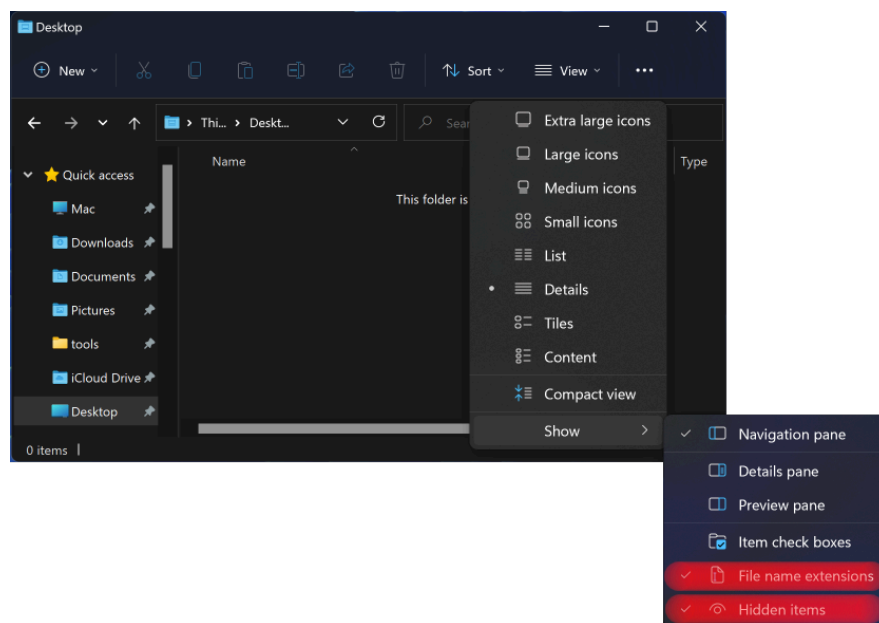 Desktop
New
Sort
View
Thi...
Deskt...
Sear
Name
Type
This folder is
Quick access
Mac
Downloads
Documents
Pictures
tools
iCloud Drive
Desktop
0 items
Extra large icons
Large icons
Medium icons
Small icons
List
Details
Tiles
Content
Compact view
Show
Navigation pane
Details pane
Preview pane
Item check boxes
File name extensions
Hidden items